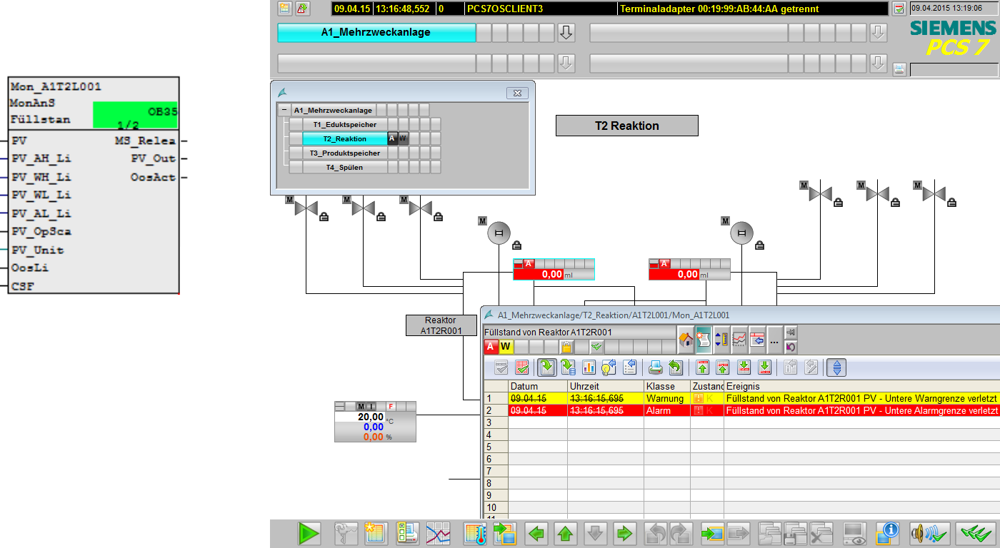 Mon_A1T2L001
MonAnS
Füllstan
OB35
1/2
PV MS_Relea
PV_AH_Li PV_Out
PV_WH_Li OosAct
PV_WL_Li
PV_AL_Li
PV_OpSca
PV_Unit
OosLi
CSF
09.04.15 13:16:48,552 0 PCS7OSCLIENT3 Terminaladapter 00:19:99:AB:44:AA getrennt
09.04.2015 13:19:06
A1_Mehrzweckanlage
SIEMENS
PCS 7
A1_Mehrzweckanlage
T1_Eduktspeicher
T2_Reaktion A W
T3_Produktspeicher
T4_Spülen
T2 Reaktion
M M M M M M M M
A
0,00 ml
A
0,00 ml
Reaktor
A1T2R001
M I F
20,00 °C
0,00
0,00 %
A1_Mehrzweckanlage/T2_Reaktion/A1T2L001/Mon_A1T2L001
Füllstand von Reaktor A1T2R001
A W
...
Datum Uhrzeit Klasse Zustand Ereignis
1 09.04.15 13:16:15,695 Warnung K Füllstand von Reaktor A1T2R001 PV - Untere Warngrenze verletzt
2 09.04.15 13:16:15,695 Alarm K Füllstand von Reaktor A1T2R001 PV - Untere Alarmgrenze verletzt
3
4
5
6
7
8
9
10
11